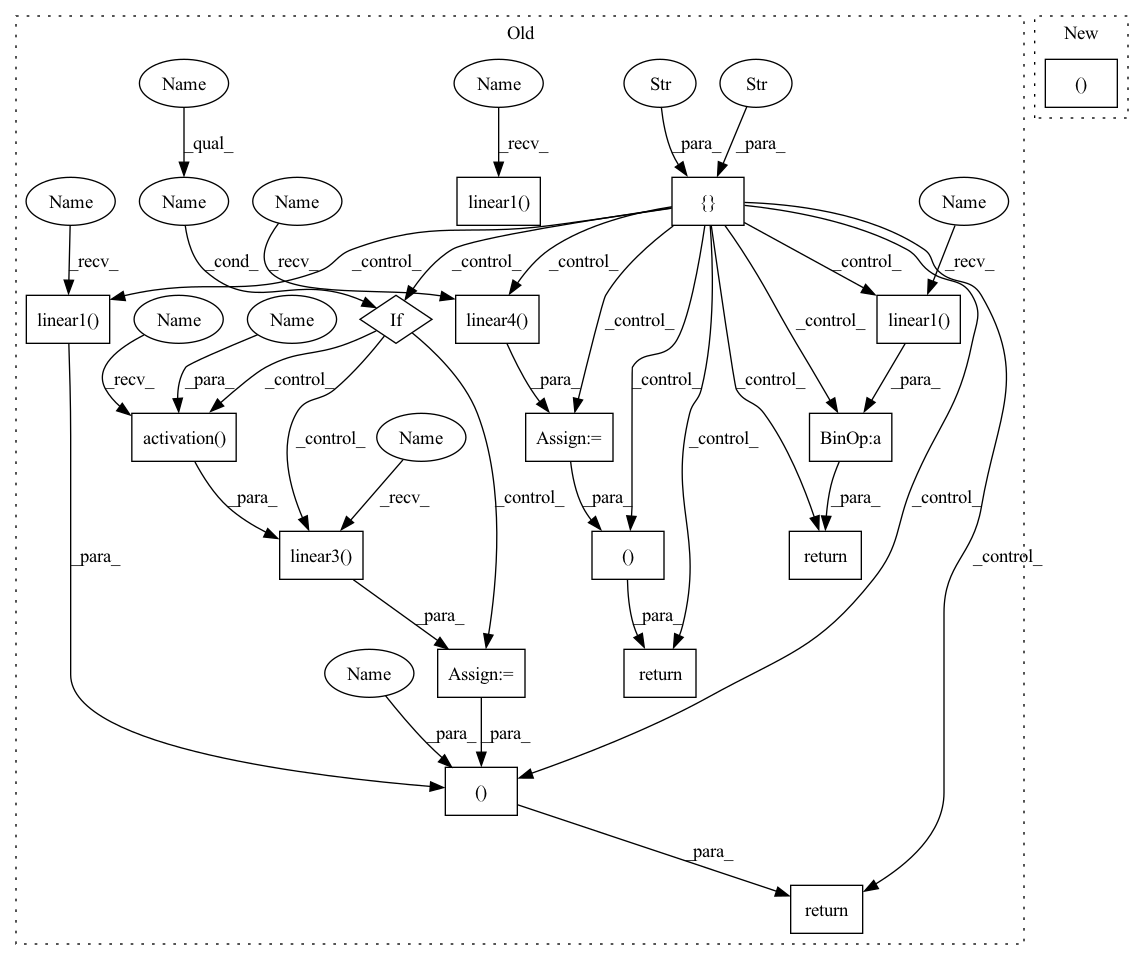 Old
New
Name
Name
Str
Str
()
_qual_
_recv_
_para_
_para_
Name
Name
Name
linear1()
{}
Name
_recv_
_cond_
_recv_
_control_
_control_
_control_
_control_
_recv_
linear1()
Name
Name
If
linear4()
linear1()
_control_
_control_
_recv_
_para_
_control_
_para_
_control_
_control_
_para_
activation()
Name
Assign:=
BinOp:a
_control_
_control_
_para_
_recv_
_control_
_para_
_control_
_para_
_para_
linear3()
()
return
_control_
_para_
_para_
Name
Assign:=
return
_para_
_para_
()
_para_
return